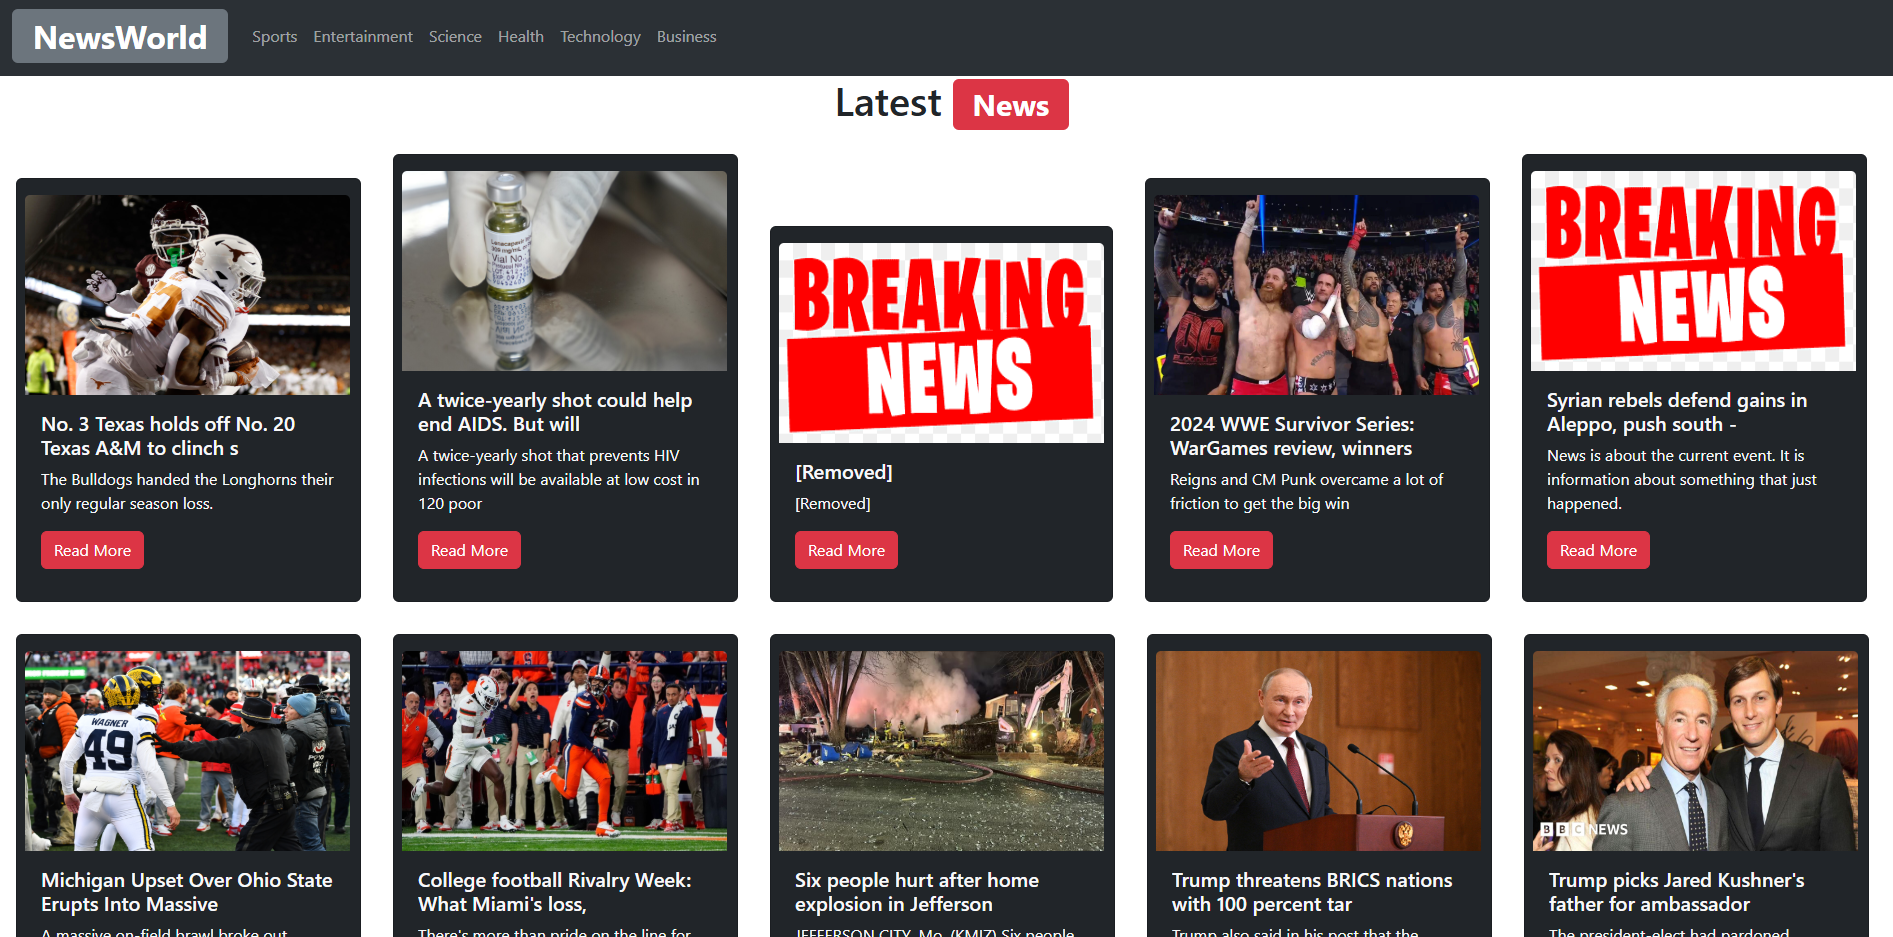 NewsWorld
Sports Entertainment Science Health Technology Business
Latest News
No. 3 Texas holds off No. 20
Texas A&M to clinch s
The Bulldogs handed the Longhorns their
only regular season loss.
Read More
Vial No.
A twice-yearly shot could help
end AIDS. But will
A twice-yearly shot that prevents HIV
infections will be available at low cost in
120 poor
Read More
BREAKING
NEWS
[Removed]
[Removed]
Read More
2024 WWE Survivor Series:
WarGames review, winners
Reigns and CM Punk overcame a lot of
friction to get the big win
Read More
BREAKING
NEWS
Syrian rebels defend gains in
Aleppo, push south -
News is about the current event. It is
information about something that just
happened.
Read More
WAGNER
49
Michigan Upset Over Ohio State
Erupts Into Massive
A massive on-field brawl broke out
College football Rivalry Week:
What Miami's loss,
There's more than pride on the line for
Six people hurt after home
explosion in Jefferson
JEFFERSON CITY, Mo. (KMIZ) Six people
Trump threatens BRICS nations
with 100 percent tar
Trump also said in his post that the
BBC NEWS
Trump picks Jared Kushner's
father for ambassador
The president-elect had pardoned